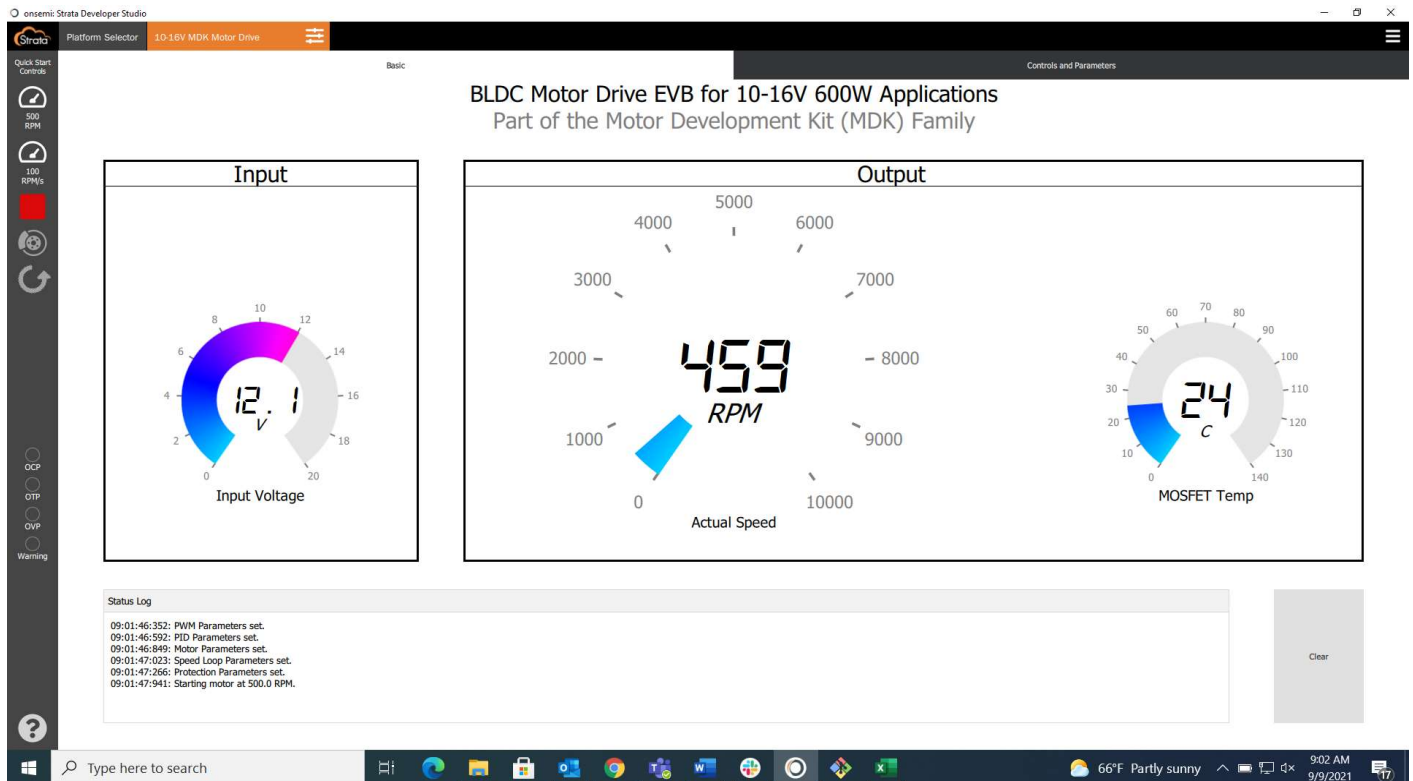 onsemi: Strata Developer Studio
Strata
Platform Selector
10-16V MDK Motor Drive
Quick Start
Controls
500
RPM
100
RPM/s
OCP
OTP
OVP
Warning
Basic
Controls and Parameters
BLDC Motor Drive EVB for 10-16V 600W Applications
Part of the Motor Development Kit (MDK) Family
Input
0
2
4
6
8
10
12
14
16
18
20
12.1
V
Input Voltage
Output
0
1000
2000
3000
4000
5000
6000
7000
8000
9000
10000
459
RPM
Actual Speed
0
10
20
30
40
50
60
70
80
90
100
110
120
130
140
24
C
MOSFET Temp
Status Log
09:01:46:352: PWM Parameters set.
09:01:46:592: PID Parameters set.
09:01:46:849: Motor Parameters set.
09:01:47:023: Speed Loop Parameters set.
09:01:47:266: Protection Parameters set.
09:01:47:941: Starting motor at 500.0 RPM.
Clear
?
Type here to search
66°F Partly sunny
9:02 AM
9/9/2021
17